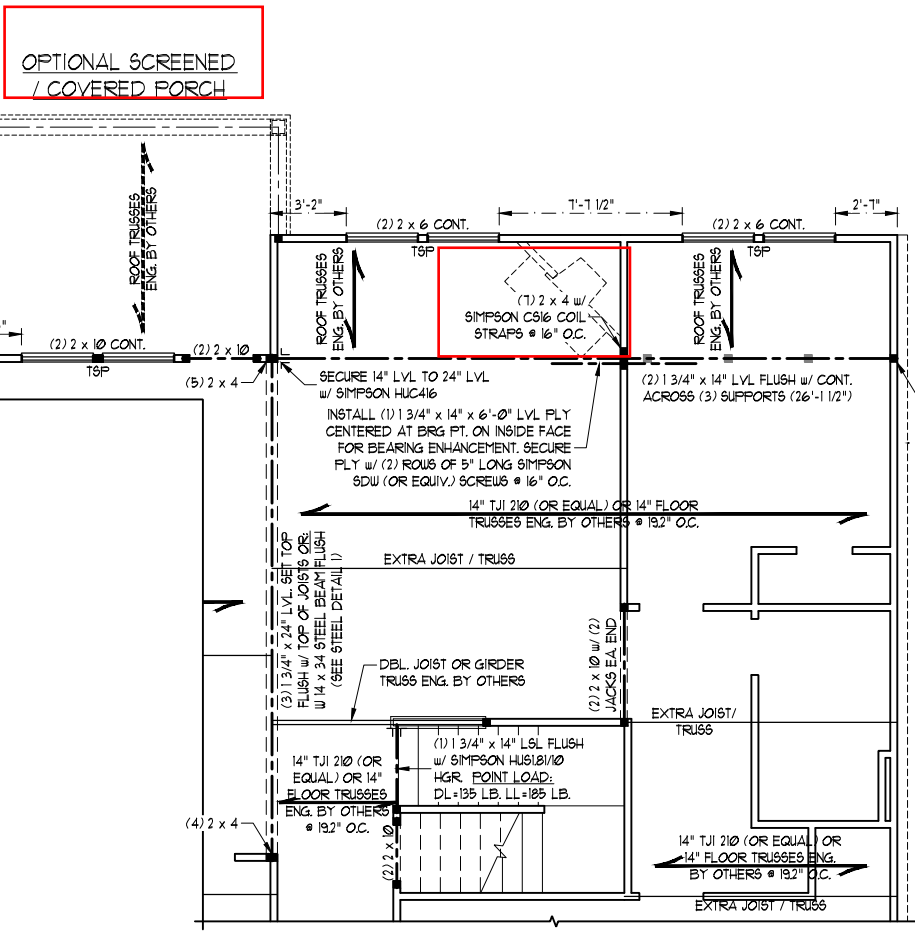 OPTIONAL SCREENED
/ COVERED PORCH
ROOF TRUSSES
ENG. BY OTHERS
3'-2"
7'-7 1/2"
2'-7"
(2) 2 x 6 CONT.
TSP
(2) 2 x 6 CONT.
TSP
ROOF TRUSSES
ENG. BY OTHERS
(7) 2 x 4 w/
SIMPSON CS16 COIL
STRAPS @ 16" O.C.
ROOF TRUSSES
ENG. BY OTHERS
(2) 2 x 10 CONT.
TSP
(2) 2 x 10
(5) 2 x 4
SECURE 14" LVL TO 24" LVL
w/ SIMPSON HUC416
(2) 1 3/4" x 14" LVL FLUSH w/ CONT.
ACROSS (3) SUPPORTS (26'-1 1/2")
INSTALL (1) 1 3/4" x 14" x 6'-0" LVL PLY
CENTERED AT BRG PT. ON INSIDE FACE
FOR BEARING ENHANCEMENT. SECURE
PLY w/ (2) ROWS OF 5" LONG SIMPSON
SDW (OR EQUIV.) SCREWS @ 16" O.C.
14" TJI 210 (OR EQUAL) OR 14" FLOOR
TRUSSES ENG. BY OTHERS @ 19.2" O.C.
EXTRA JOIST / TRUSS
(3) 1 3/4" x 24" LVL. SET TOP
FLUSH w/ TOP OF JOISTS OR:
W 14 x 34 STEEL BEAM FLUSH
(SEE STEEL DETAIL 1)
DBL. JOIST OR GIRDER
TRUSS ENG. BY OTHERS
(2) 2 x 10 w/ (2)
JACKS EA. END
EXTRA JOIST/
TRUSS
(1) 1 3/4" x 14" LSL FLUSH
w/ SIMPSON HUS1.81/10
HGR. POINT LOAD:
DL=135 LB. LL=185 LB.
14" TJI 210 (OR
EQUAL) OR 14"
FLOOR TRUSSES
ENG. BY OTHERS
@ 19.2" O.C.
(4) 2 x 4
(2) 2 x 10
14" TJI 210 (OR EQUAL) OR
14" FLOOR TRUSSES ENG.
BY OTHERS @ 19.2" O.C.
EXTRA JOIST / TRUSS